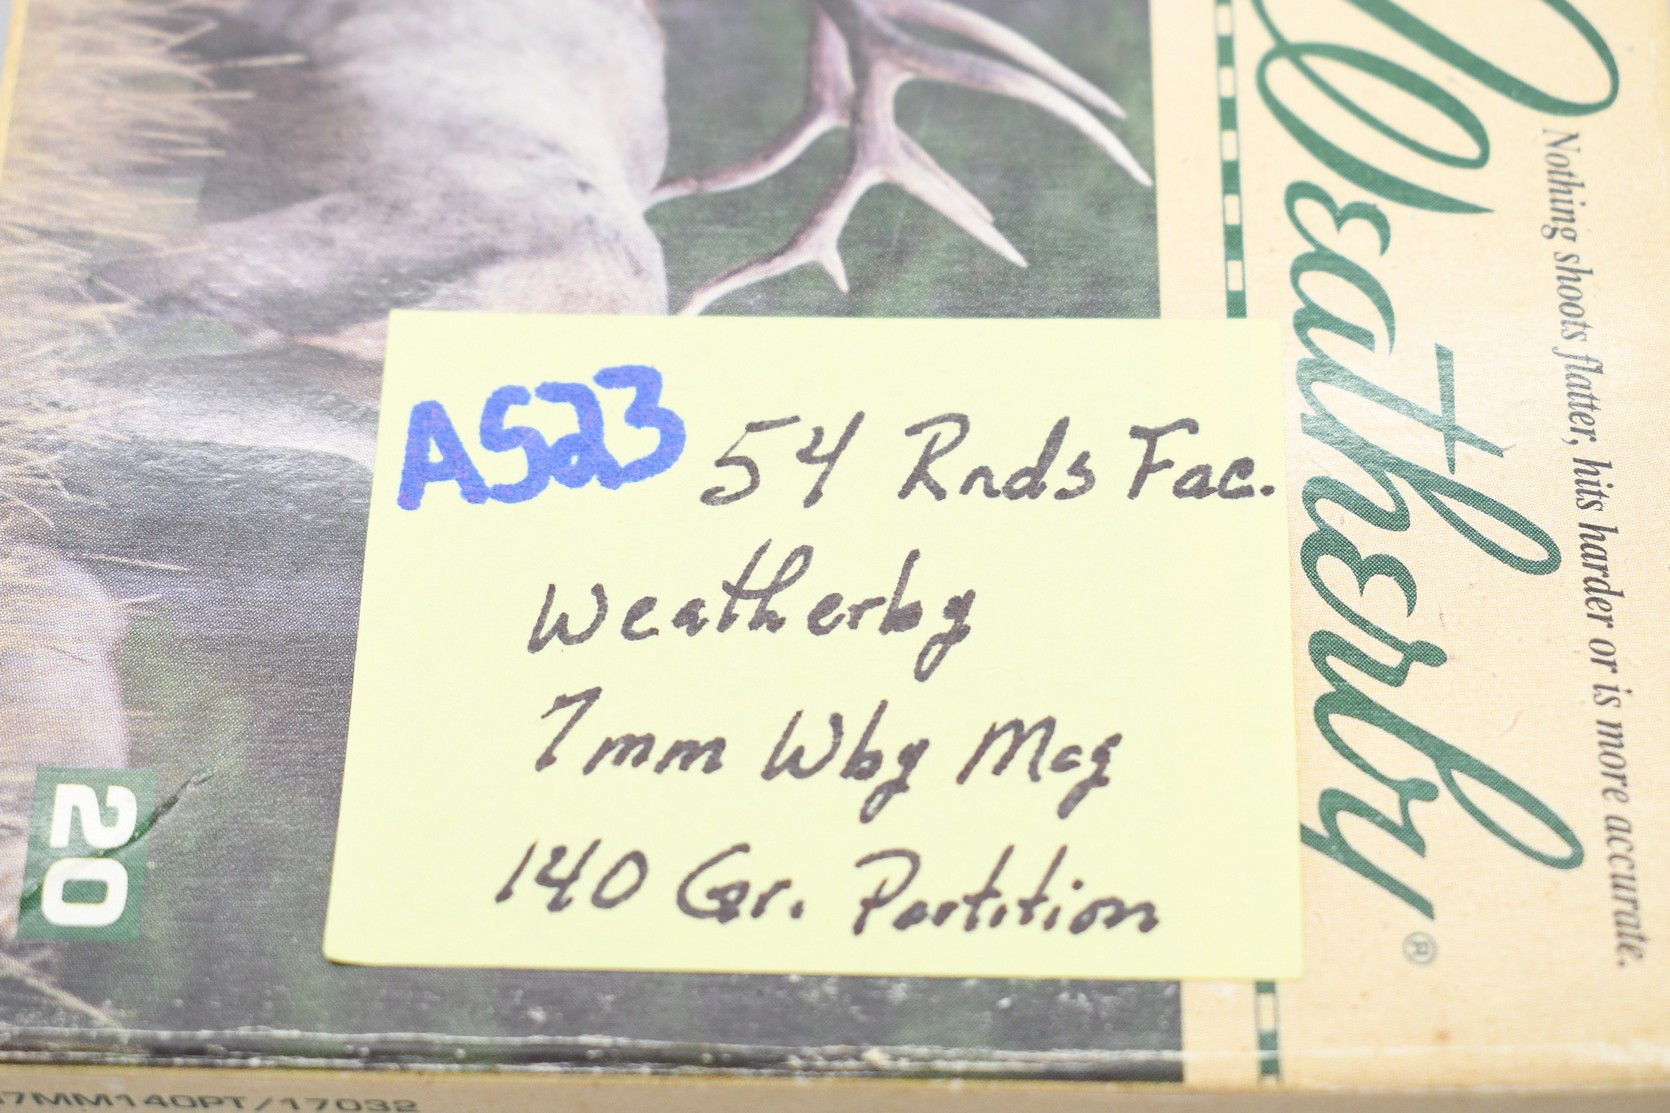 A523 54 Rnds Fac.
Weatherby
7mm Wby Mag
140 Gr. Partition
Weatherby®
Nothing shoots flatter, hits harder or is more accurate.
20
7MM140PT/17032